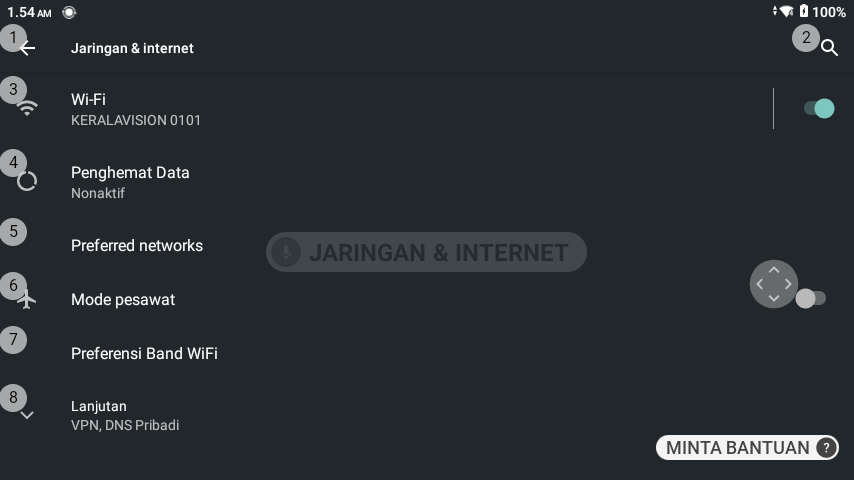 1.54 AM 100%
1 Jaringan & internet 2
3 Wi-Fi
KERALAVISION 0101
4 Penghemat Data
Nonaktif
5 Preferred networks
JARINGAN & INTERNET
6 Mode pesawat
7 Preferensi Band WiFi
8 Lanjutan
VPN, DNS Pribadi
MINTA BANTUAN ?